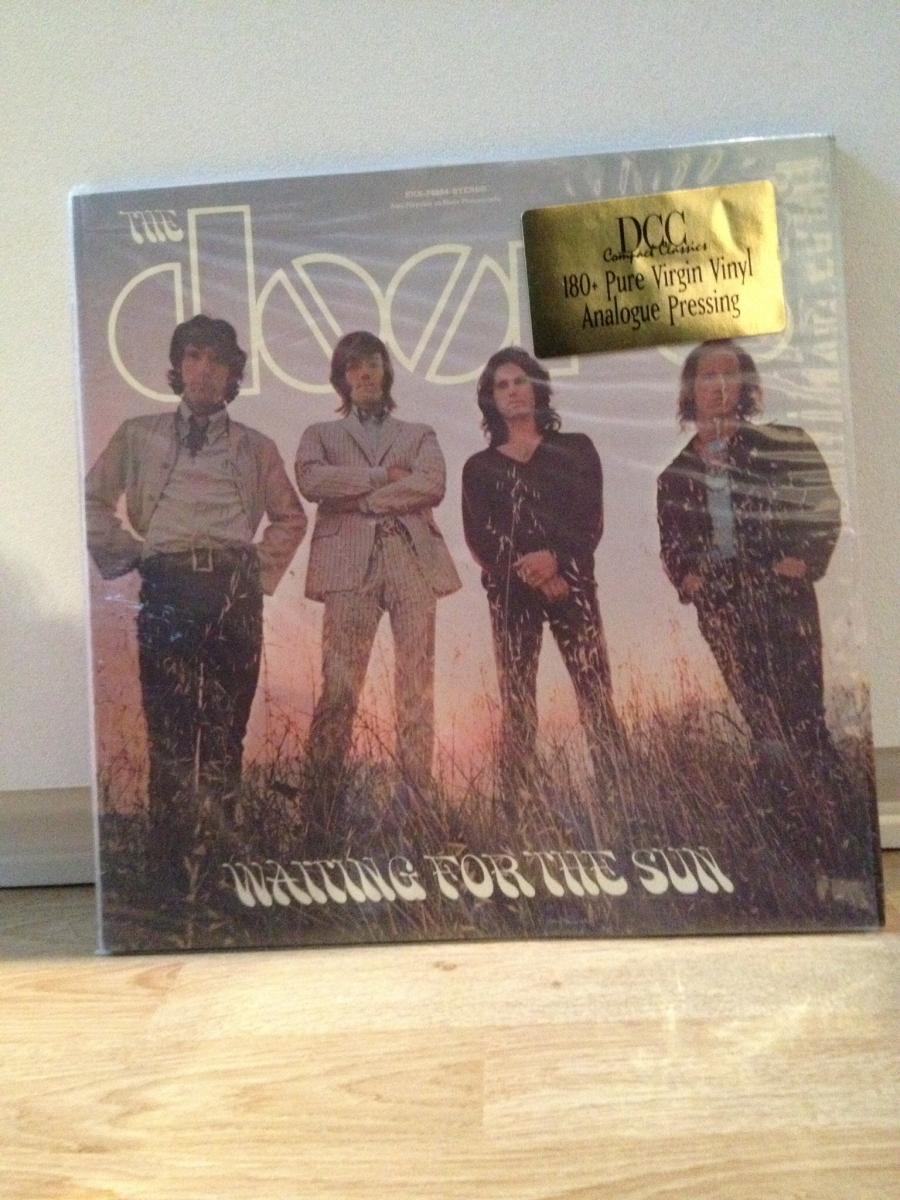 THE
doors
DCC
Compact Classics
180+ Pure Virgin Vinyl
Analogue Pressing
WAITING FOR THE SUN